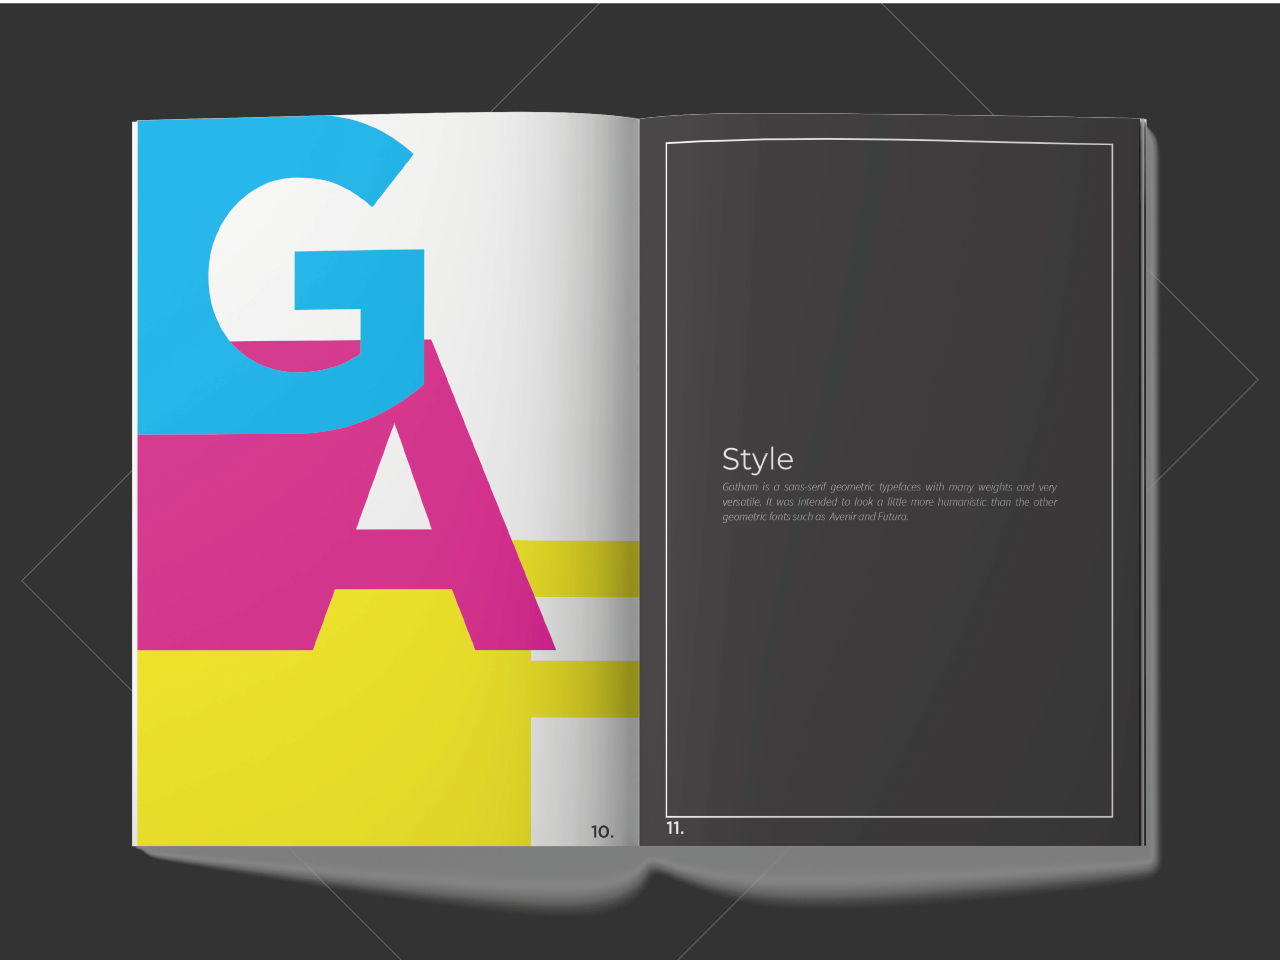 G
A
F
10.
Style
Gotham is a sans-serif geometric typefaces with many weights and very
versatile. It was intended to look a little more humanistic than the other
geometric fonts such as Avenir and Futura.
11.